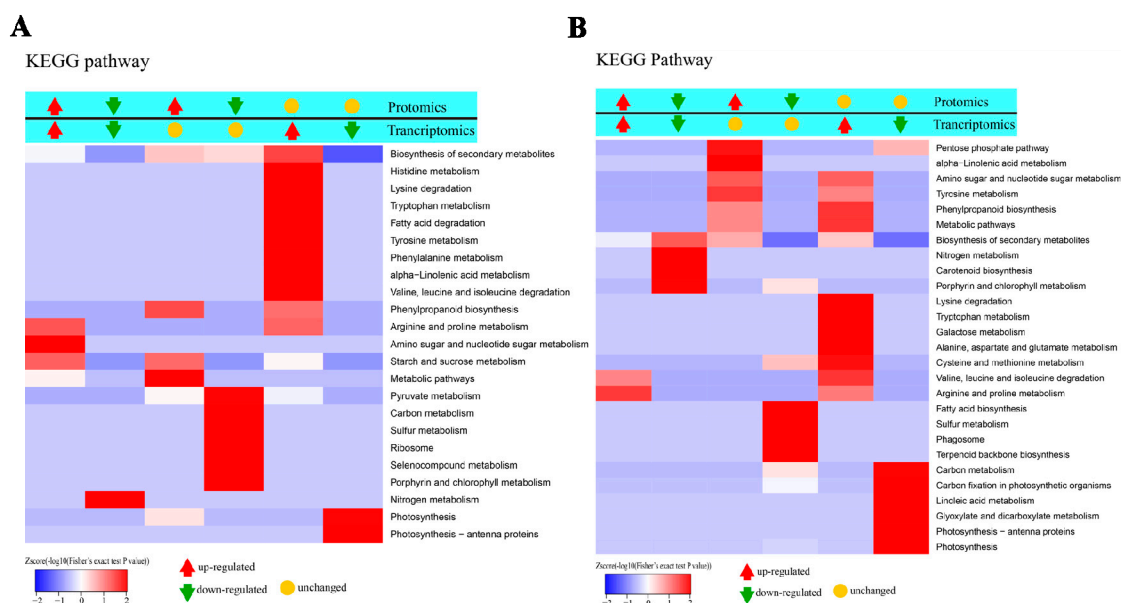 A
KEGG pathway
Protomics
Trancriptomics
Biosynthesis of secondary metabolites
Histidine metabolism
Lysine degradation
Tryptophan metabolism
Fatty acid degradation
Tyrosine metabolism
Phenylalanine metabolism
alpha−Linolenic acid metabolism
Valine, leucine and isoleucine degradation
Phenylpropanoid biosynthesis
Arginine and proline metabolism
Amino sugar and nucleotide sugar metabolism
Starch and sucrose metabolism
Metabolic pathways
Pyruvate metabolism
Carbon metabolism
Sulfur metabolism
Ribosome
Selenocompound metabolism
Porphyrin and chlorophyll metabolism
Nitrogen metabolism
Photosynthesis
Photosynthesis − antenna proteins
Zscore(-log10(Fisher's exact test P value))
−2 −1 0 1 2
up-regulated
down-regulated
unchanged
B
KEGG Pathway
Protomics
Trancriptomics
Pentose phosphate pathway
alpha−Linolenic acid metabolism
Amino sugar and nucleotide sugar metabolism
Tyrosine metabolism
Phenylpropanoid biosynthesis
Metabolic pathways
Biosynthesis of secondary metabolites
Nitrogen metabolism
Carotenoid biosynthesis
Porphyrin and chlorophyll metabolism
Lysine degradation
Tryptophan metabolism
Galactose metabolism
Alanine, aspartate and glutamate metabolism
Cysteine and methionine metabolism
Valine, leucine and isoleucine degradation
Arginine and proline metabolism
Fatty acid biosynthesis
Sulfur metabolism
Phagosome
Terpenoid backbone biosynthesis
Carbon metabolism
Carbon fixation in photosynthetic organisms
Linoleic acid metabolism
Glyoxylate and dicarboxylate metabolism
Photosynthesis − antenna proteins
Photosynthesis
Zscore(-log10(Fisher's exact test P value))
−2 −1 0 1 2
up-regulated
down-regulated
unchanged